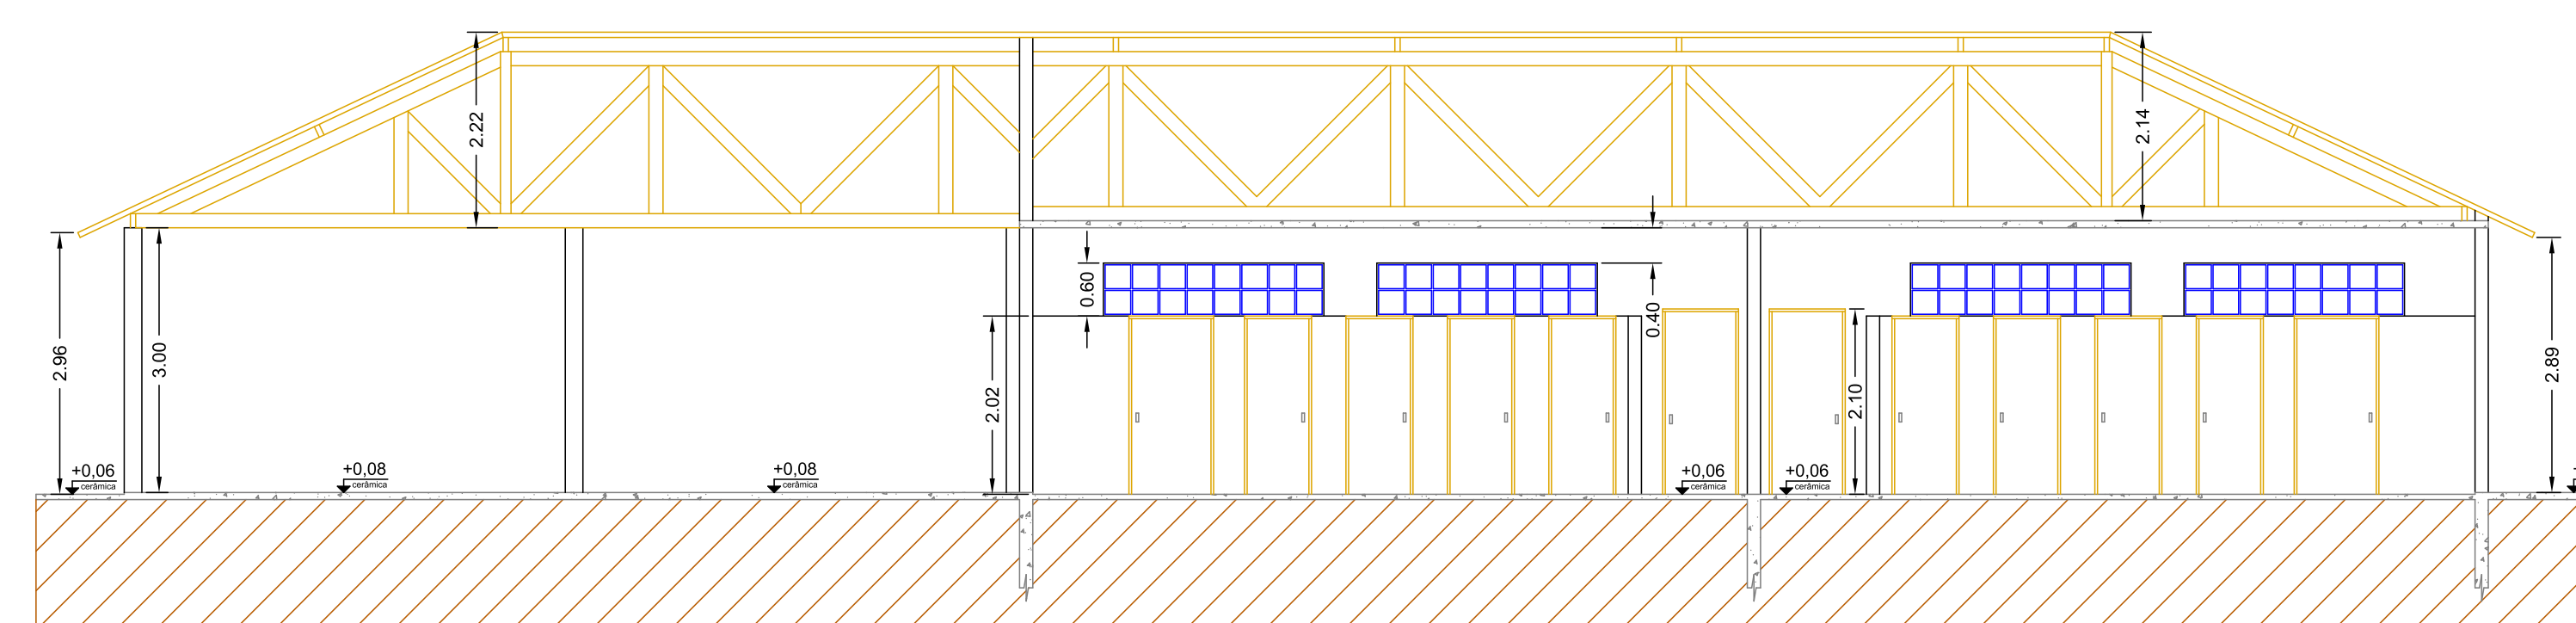 2.22
2.14
0.60
0.40
2.96
3.00
2.02
2.10
2.89
+0,06
cerâmica
+0,08
cerâmica
+0,08
cerâmica
+0,06
cerâmica
+0,06
cerâmica